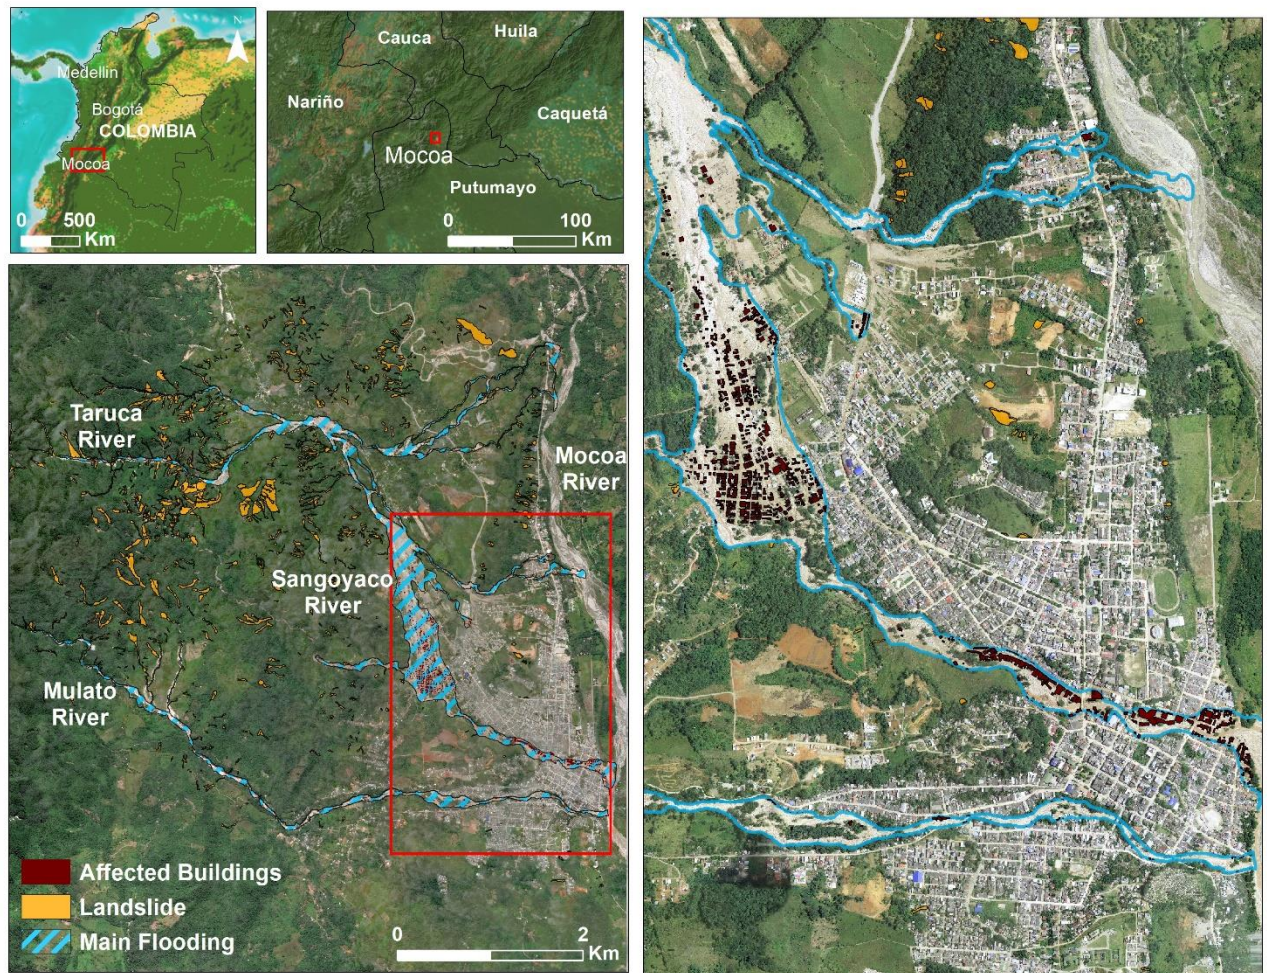 N
Medellin
Bogotá
COLOMBIA
Mocoa
0 500
Km
Cauca
Huila
Nariño
Caquetá
Mocoa
Putumayo
0 100
Km
Taruca
River
Mocoa
River
Sangoyaco
River
Mulato
River
Affected Buildings
Landslide
Main Flooding
0 2
Km